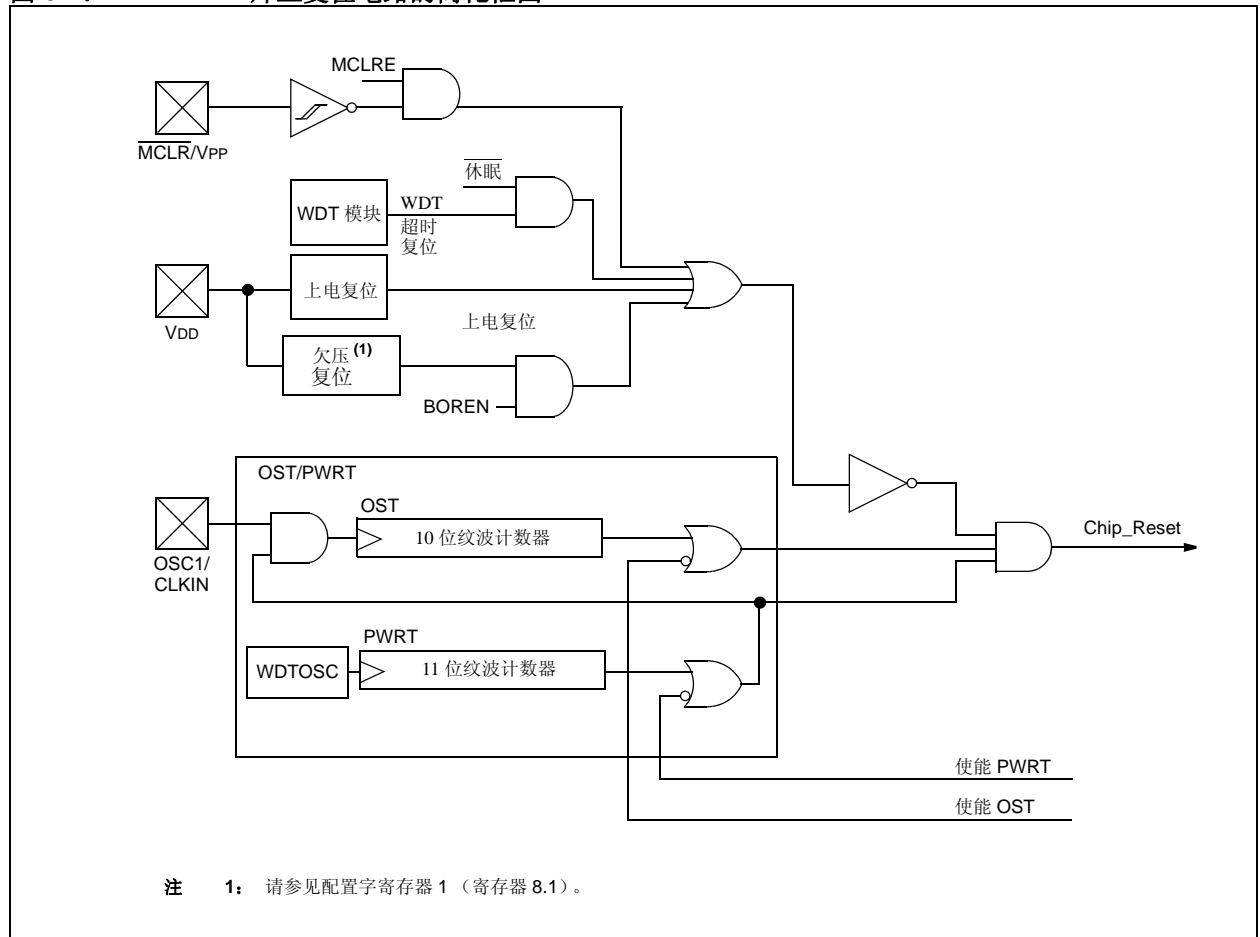 MCLRE
MCLR/VPP
休眠
WDT 模块
WDT
超时
复位
上电复位
VDD
上电复位
欠压(1)
复位
BOREN
OST/PWRT
OST
10 位纹波计数器
OSC1/
CLKIN
Chip_Reset
PWRT
WDTOSC
11 位纹波计数器
使能 PWRT
使能 OST
注 1: 请参见配置字寄存器 1 （寄存器 8.1）。